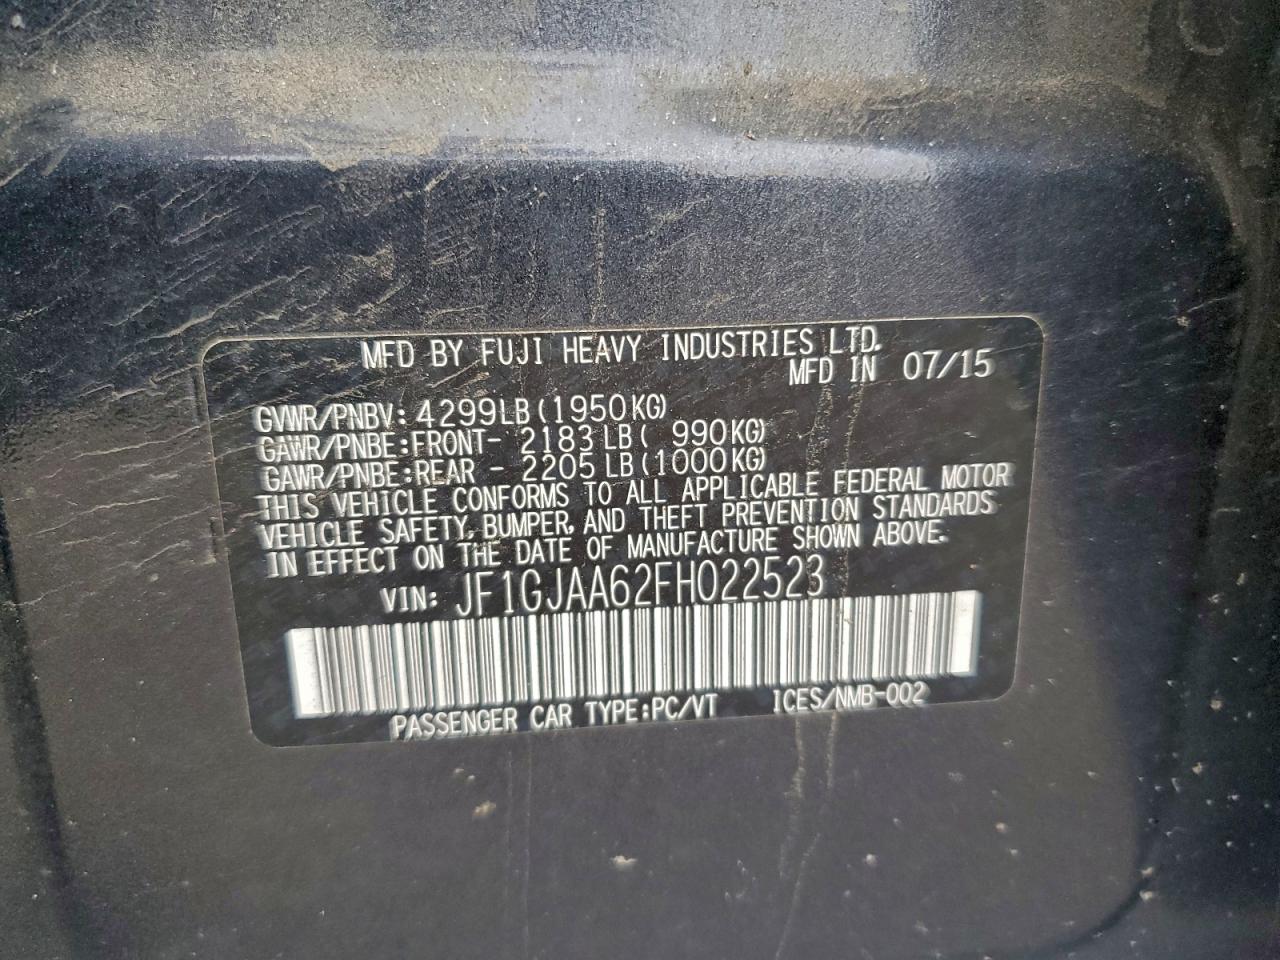 MFD BY FUJI HEAVY INDUSTRIES LTD.
MFD IN 07/15
GVWR/PNBV: 4299LB(1950KG)
GAWR/PNBE:FRONT- 2183LB( 990KG)
GAWR/PNBE:REAR - 2205LB(1000KG)
THIS VEHICLE CONFORMS TO ALL APPLICABLE FEDERAL MOTOR
VEHICLE SAFETY, BUMPER, AND THEFT PREVENTION STANDARDS
IN EFFECT ON THE DATE OF MANUFACTURE SHOWN ABOVE.
VIN: JF1GJAA62FH022523
PASSENGER CAR TYPE:PC/VT ICES/NMB-002